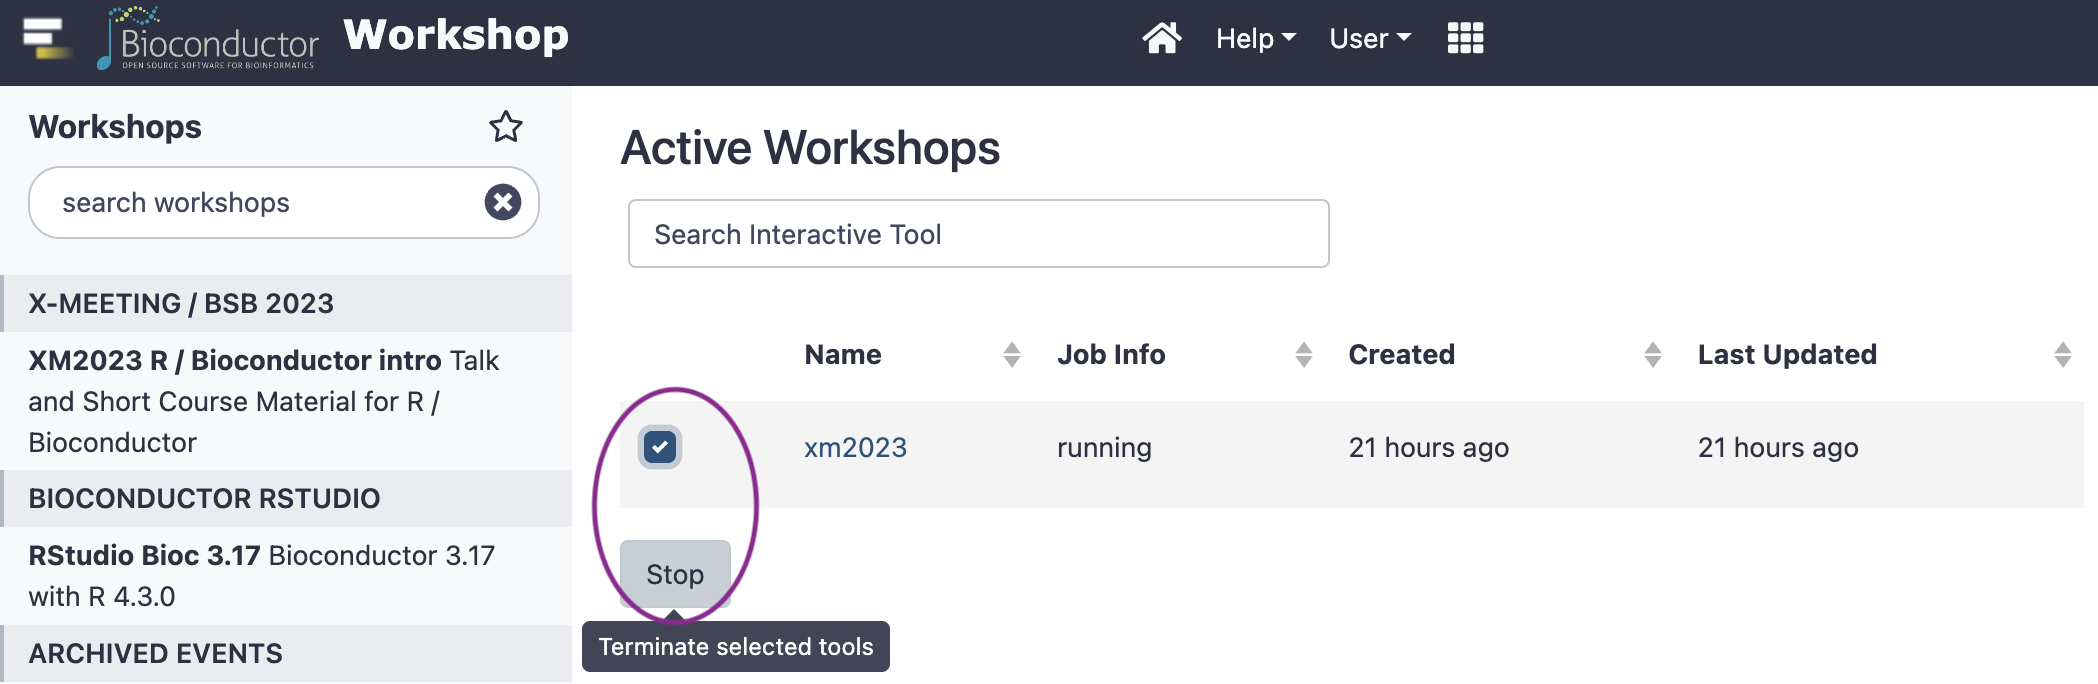 Bioconductor
OPEN SOURCE SOFTWARE FOR BIOINFORMATICS
Workshop
Help
User
Workshops
search workshops
X-MEETING / BSB 2023
XM2023 R / Bioconductor intro Talk
and Short Course Material for R /
Bioconductor
BIOCONDUCTOR RSTUDIO
RStudio Bioc 3.17 Bioconductor 3.17
with R 4.3.0
ARCHIVED EVENTS
Active Workshops
Search Interactive Tool
Name Job Info Created Last Updated
xm2023 running 21 hours ago 21 hours ago
Stop
Terminate selected tools